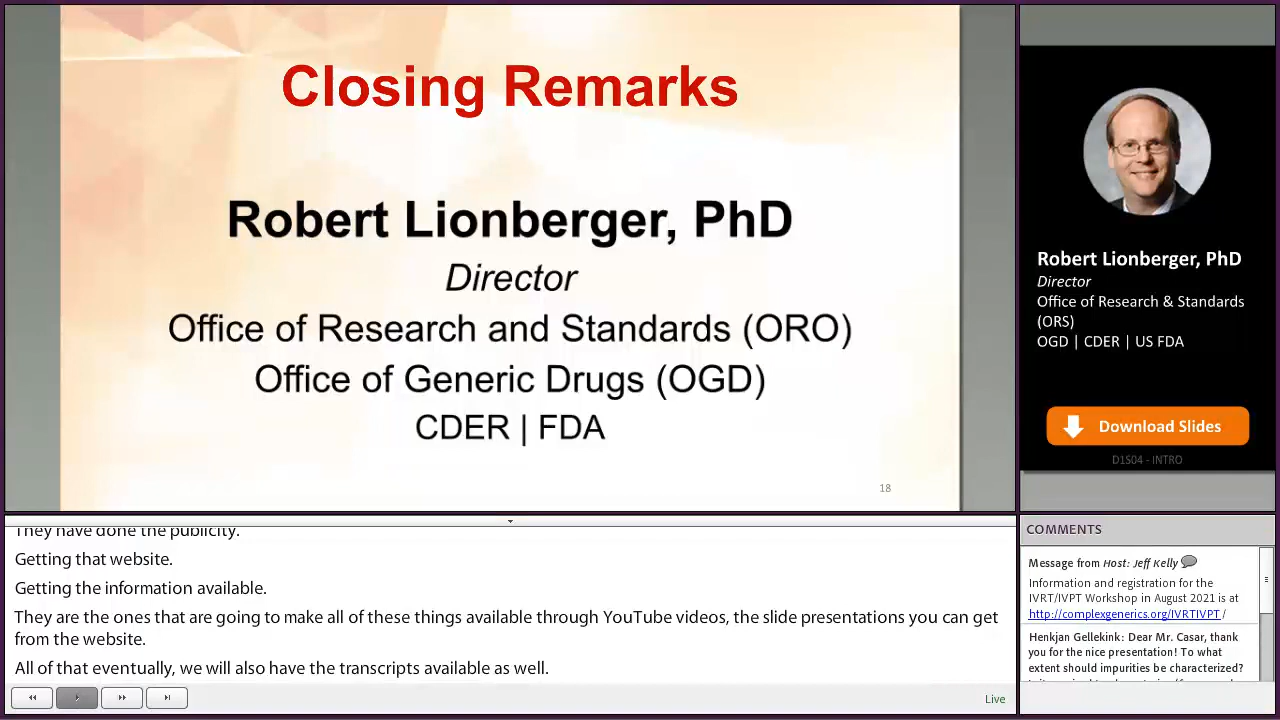 Closing Remarks
Robert Lionberger, PhD
Director
Office of Research and Standards (ORO)
Office of Generic Drugs (OGD)
CDER | FDA
18
Robert Lionberger, PhD
Director
Office of Research & Standards
(ORS)
OGD | CDER | US FDA
Download Slides
D1S04 - INTRO
They have done the publicity.
Getting that website.
Getting the information available.
They are the ones that are going to make all of these things available through YouTube videos, the slide presentations you can get
from the website.
All of that eventually, we will also have the transcripts available as well.
Live
COMMENTS
Message from Host: Jeff Kelly
Information and registration for the
IVRT/IVPT Workshop in August 2021 is at
http://complexgenerics.org/IVRTIVPT /
Henkjan Gellekink: Dear Mr. Casar, thank
you for the nice presentation! To what
extent should impurities be characterized?